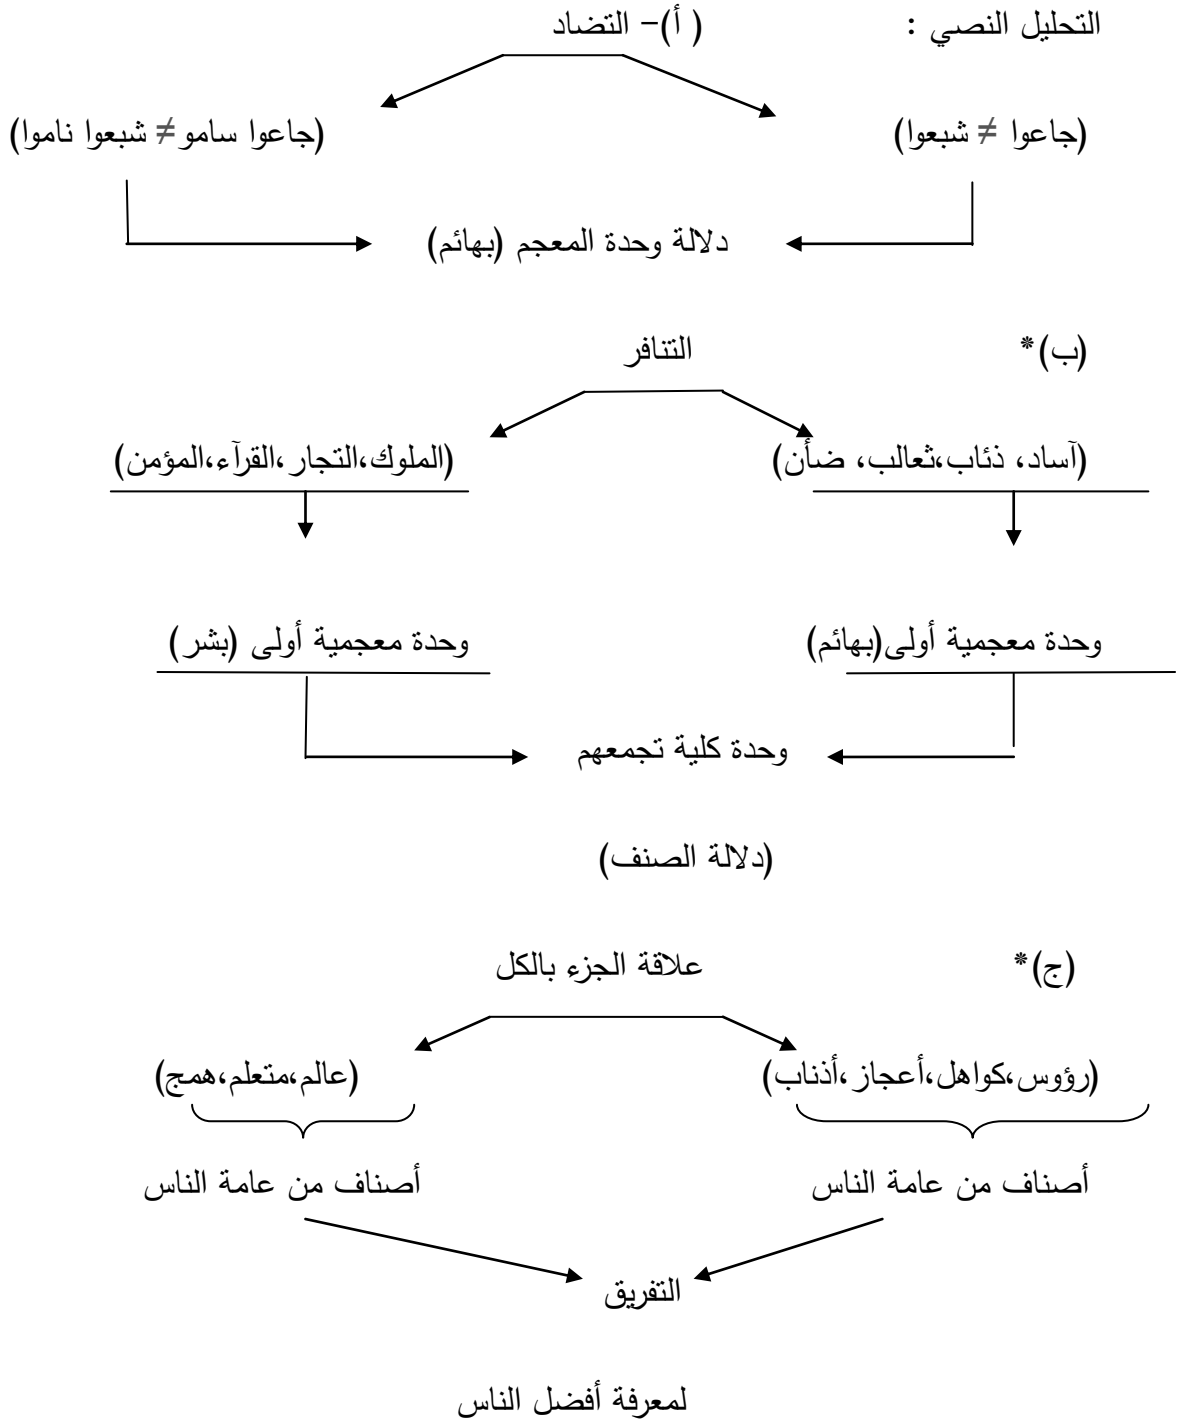 التحليل النصي : ( أ)- التضاد
(جاعوا ≠ شبعوا) (جاعوا سامو ≠ شبعوا ناموا)
دلالة وحدة المعجم (بهائم)
(ب)* التنافر
(آساد، ذئاب،ثعالب، ضأن) (الملوك،التجار،القرآء،المؤمن)
وحدة معجمية أولى(بهائم) وحدة معجمية أولى (بشر)
وحدة كلية تجمعهم
(دلالة الصنف)
(ج)* علاقة الجزء بالكل
(رؤوس،كواهل،أعجاز،أذناب) (عالم،متعلم،همج)
أصناف من عامة الناس أصناف من عامة الناس
التفريق
لمعرفة أفضل الناس